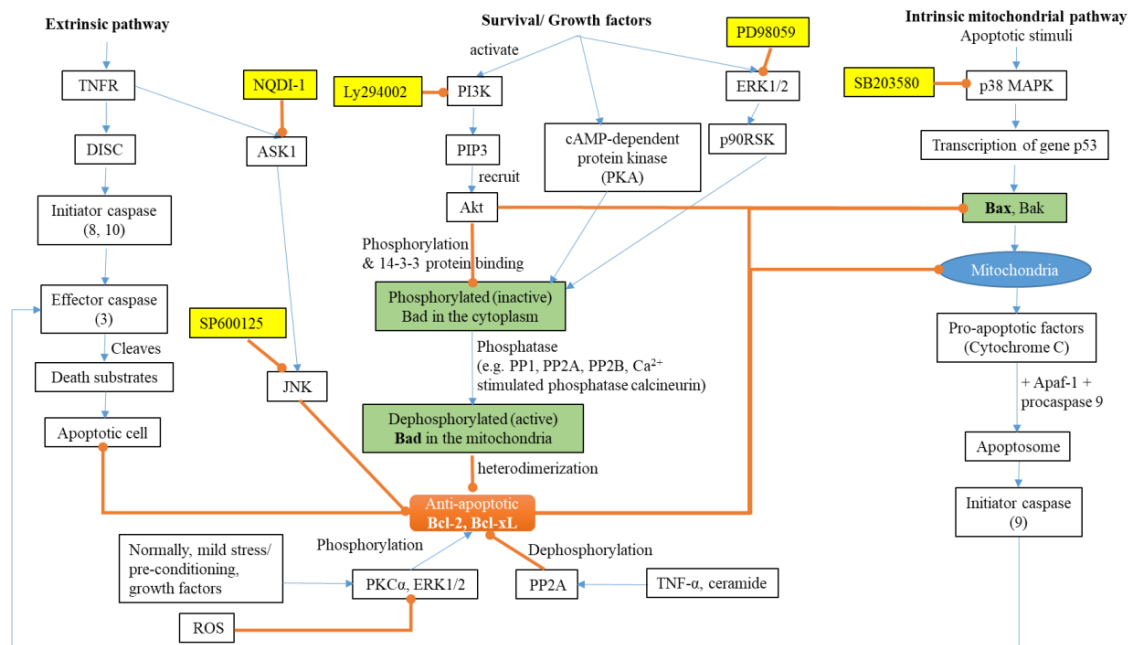 Extrinsic pathway
TNFR
DISC
Initiator caspase
(8, 10)
Effector caspase
(3)
Cleaves
Death substrates
Apoptotic cell
NQDI-1
ASK1
SP600125
JNK
Survival/ Growth factors
activate
Ly294002
PI3K
PIP3
recruit
Akt
Phosphorylation
& 14-3-3 protein binding
cAMP-dependent
protein kinase
(PKA)
PD98059
ERK1/2
p90RSK
Phosphorylated (inactive)
Bad in the cytoplasm
Phosphatase
(e.g. PP1, PP2A, PP2B, Ca²⁺
stimulated phosphatase calcineurin)
Dephosphorylated (active)
Bad in the mitochondria
heterodimerization
Anti-apoptotic
Bcl-2, Bcl-xL
Phosphorylation
Dephosphorylation
Normally, mild stress/
pre-conditioning,
growth factors
PKCα, ERK1/2
PP2A
TNF-α, ceramide
ROS
Intrinsic mitochondrial pathway
Apoptotic stimuli
SB203580
p38 MAPK
Transcription of gene p53
Bax, Bak
Mitochondria
Pro-apoptotic factors
(Cytochrome C)
+ Apaf-1 +
procaspase 9
Apoptosome
Initiator caspase
(9)